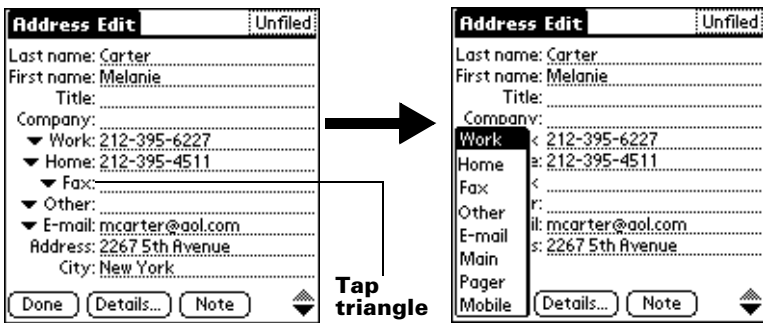 Address Edit Unfiled
Last name: Carter
First name: Melanie
Title:
Company:
Work: 212-395-6227
Home: 212-395-4511
Fax:
Other:
E-mail: mcarter@aol.com
Address: 2267 5th Avenue
City: New York
Done Details... Note
Tap
triangle
Address Edit Unfiled
Last name: Carter
First name: Melanie
Title:
Company:
Work 212-395-6227
Home e: 212-395-4511
Fax
Other r:
E-mail il: mcarter@aol.com
Main s: 2267 5th Avenue
Pager
Mobile Details... Note